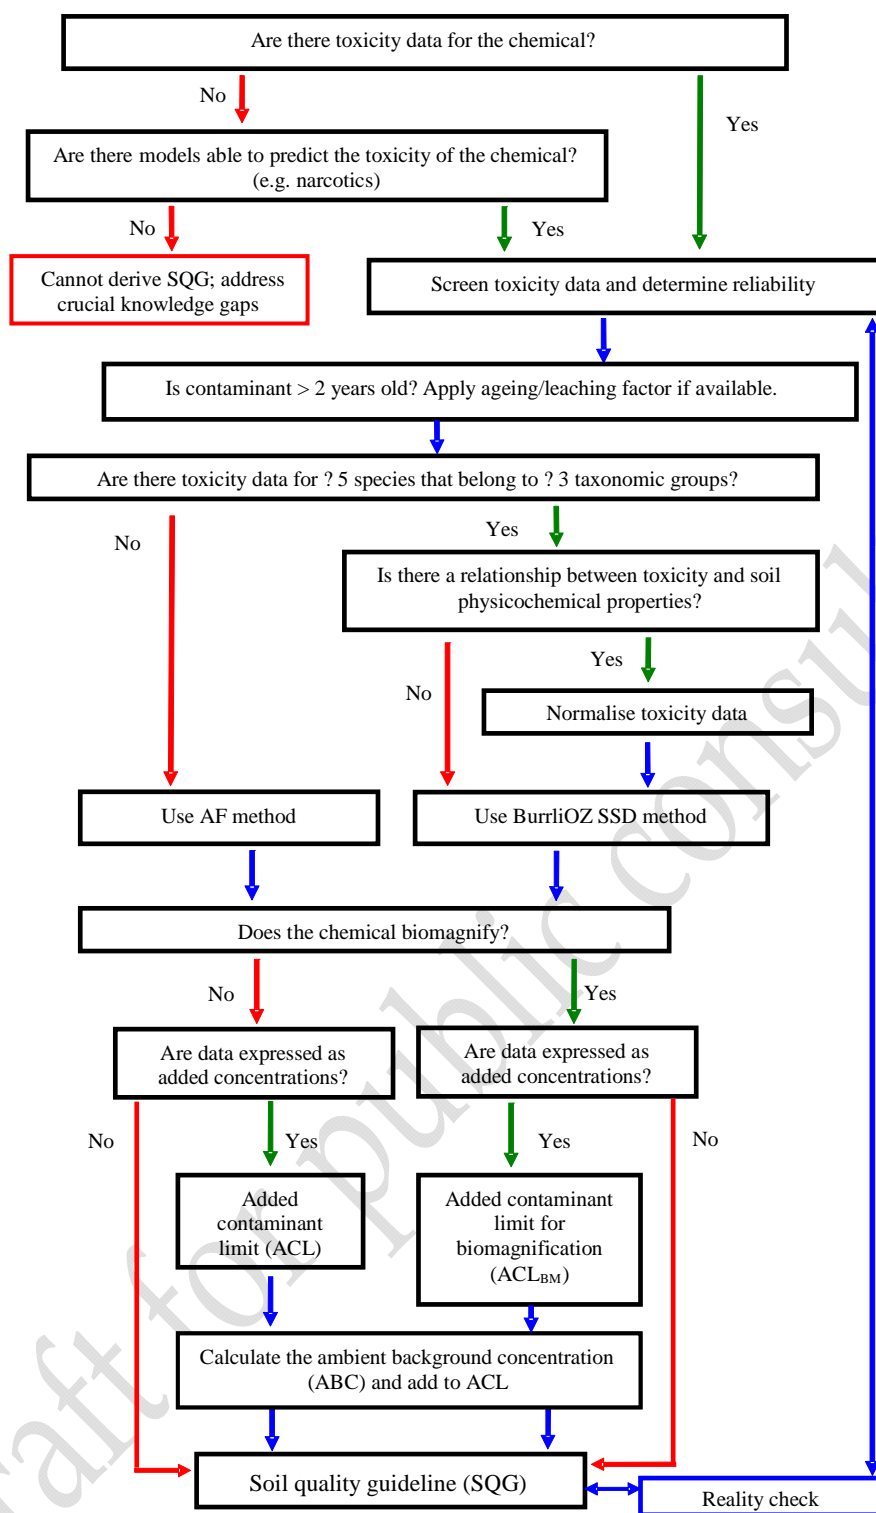 Are there toxicity data for the chemical?
No
Yes
Are there models able to predict the toxicity of the chemical?
(e.g. narcotics)
No
Yes
Cannot derive SQG; address
crucial knowledge gaps
Screen toxicity data and determine reliability
Is contaminant > 2 years old? Apply ageing/leaching factor if available.
Are there toxicity data for ? 5 species that belong to ? 3 taxonomic groups?
No
Yes
Is there a relationship between toxicity and soil
physicochemical properties?
No
Yes
Normalise toxicity data
Use AF method
Use BurrliOZ SSD method
Does the chemical biomagnify?
No
Yes
Are data expressed as
added concentrations?
Are data expressed as
added concentrations?
No
Yes
Yes
No
Added
contaminant
limit (ACL)
Added contaminant
limit for
biomagnification
(ACL_BM)
Calculate the ambient background concentration
(ABC) and add to ACL
Soil quality guideline (SQG)
Reality check
raft for public consul